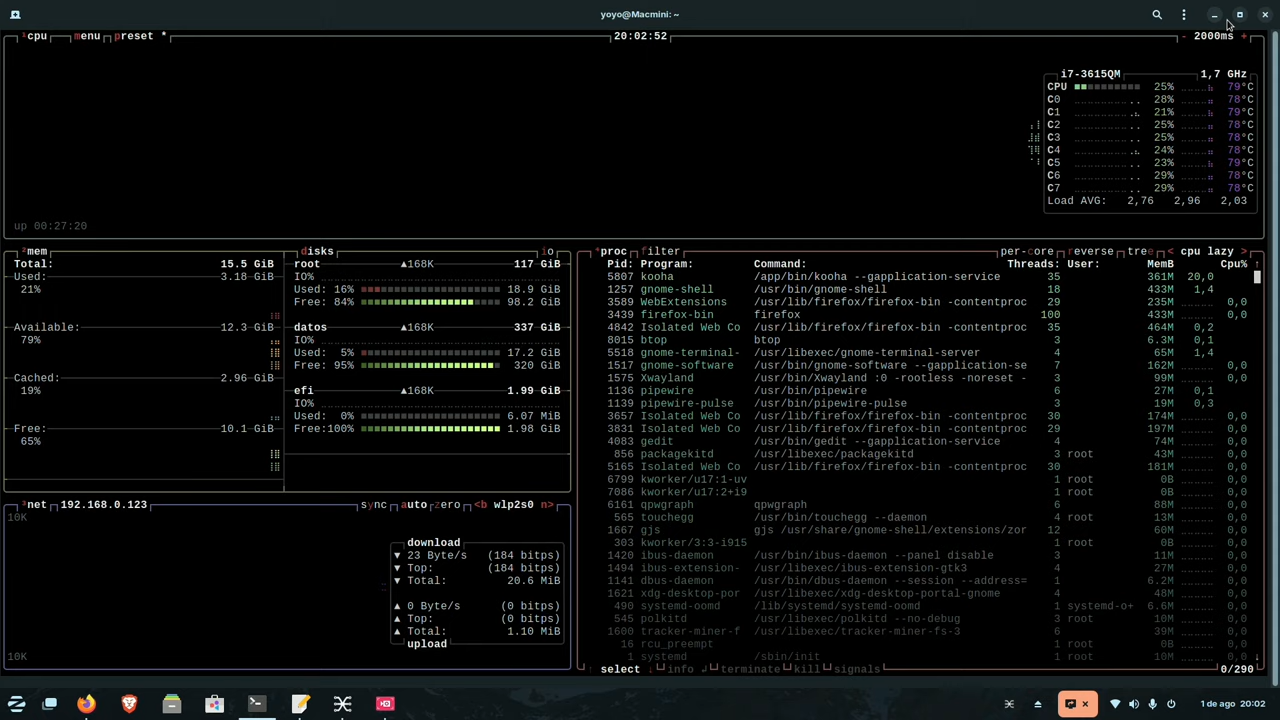 yoyo@Macmini: ~
¹cpu menu preset * 20:02:52 - 2000ms +
i7-3615QM 1,7 GHz
CPU 25% 79°C
C0 28% 78°C
C1 21% 79°C
C2 25% 78°C
C3 25% 78°C
C4 24% 78°C
C5 23% 79°C
C6 29% 78°C
C7 29% 78°C
Load AVG: 2,76 2,96 2,03
up 00:27:20
²mem
Total: 15.5 GiB
Used: 3.18 GiB
21%
Available: 12.3 GiB
79%
Cached: 2.96 GiB
19%
Free: 10.1 GiB
65%
disks io
root ▲168K 117 GiB
IO%
Used: 16% 18.9 GiB
Free: 84% 98.2 GiB
datos ▲168K 337 GiB
IO%
Used: 5% 17.2 GiB
Free: 95% 320 GiB
efi ▲168K 1.99 GiB
IO%
Used: 0% 6.07 MiB
Free:100% 1.98 GiB
³net 192.168.0.123 sync auto zero <b wlp2s0 n>
10K
download
▼ 23 Byte/s (184 bitps)
▼ Top: (184 bitps)
▼ Total: 20.6 MiB
▲ 0 Byte/s (0 bitps)
▲ Top: (0 bitps)
▲ Total: 1.10 MiB
upload
10K
⁴proc filter per-core reverse tree < cpu lazy >
Pid: Program: Command: Threads: User: MemB Cpu% ↑
5807 kooha /app/bin/kooha --gapplication-service 35 361M 20,0
1257 gnome-shell /usr/bin/gnome-shell 18 433M 1,4
3589 WebExtensions /usr/lib/firefox/firefox-bin -contentproc 29 235M 0,0
3439 firefox-bin firefox 100 433M 0,0
4842 Isolated Web Co /usr/lib/firefox/firefox-bin -contentproc 35 464M 0,2
8015 btop btop 3 6.3M 0,1
5518 gnome-terminal- /usr/libexec/gnome-terminal-server 4 65M 1,4
1517 gnome-software /usr/bin/gnome-software --gapplication-se 7 162M 0,0
1575 Xwayland /usr/bin/Xwayland :0 -rootless -noreset - 3 99M 0,0
1136 pipewire /usr/bin/pipewire 6 27M 0,1
1139 pipewire-pulse /usr/bin/pipewire-pulse 3 19M 0,3
3657 Isolated Web Co /usr/lib/firefox/firefox-bin -contentproc 30 174M 0,0
3831 Isolated Web Co /usr/lib/firefox/firefox-bin -contentproc 29 197M 0,0
4083 gedit /usr/bin/gedit --gapplication-service 4 74M 0,0
856 packagekitd /usr/libexec/packagekitd 3 root 43M 0,0
5165 Isolated Web Co /usr/lib/firefox/firefox-bin -contentproc 30 181M 0,0
6799 kworker/u17:1-uv 1 root 0B 0,0
7086 kworker/u17:2+i9 1 root 0B 0,0
6161 qpwgraph qpwgraph 6 88M 0,0
565 touchegg /usr/bin/touchegg --daemon 4 root 13M 0,0
1667 gjs gjs /usr/share/gnome-shell/extensions/zor 12 60M 0,0
303 kworker/3:3-i915 1 root 0B 0,0
1420 ibus-daemon /usr/bin/ibus-daemon --panel disable 3 11M 0,0
1494 ibus-extension- /usr/libexec/ibus-extension-gtk3 4 27M 0,0
1141 dbus-daemon /usr/bin/dbus-daemon --session --address= 1 6.2M 0,0
1621 xdg-desktop-por /usr/libexec/xdg-desktop-portal-gnome 4 48M 0,0
490 systemd-oomd /lib/systemd/systemd-oomd 1 systemd-o+ 6.6M 0,0
545 polkitd /usr/libexec/polkitd --no-debug 3 root 10M 0,0
1600 tracker-miner-f /usr/libexec/tracker-miner-fs-3 6 39M 0,0
16 rcu_preempt 1 root 0B 0,0
1 systemd /sbin/init 1 root 10M 0,0 ↓
↑ select ↓ info ↲ terminate kill signals 0/290
1 de ago 20:02